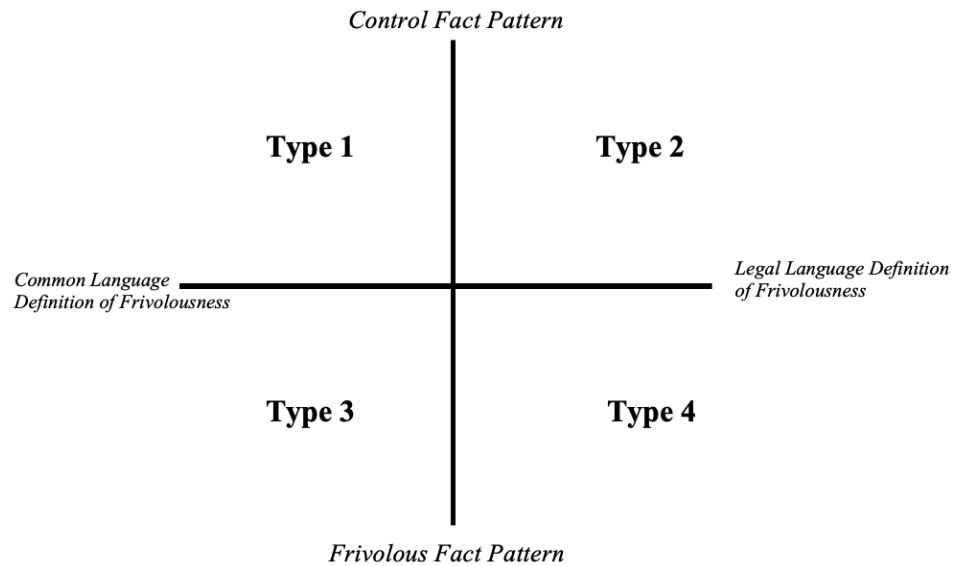 Control Fact Pattern
Type 1
Type 2
Common Language
Definition of Frivolousness
Legal Language Definition
of Frivolousness
Type 3
Type 4
Frivolous Fact Pattern